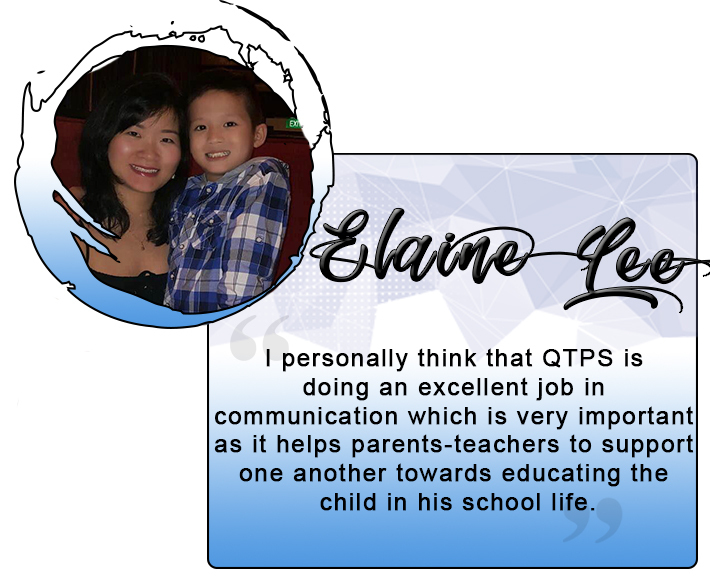 EXI
Elaine Lee
I personally think that QTPS is
doing an excellent job in
communication which is very important
as it helps parents-teachers to support
one another towards educating the
child in his school life.